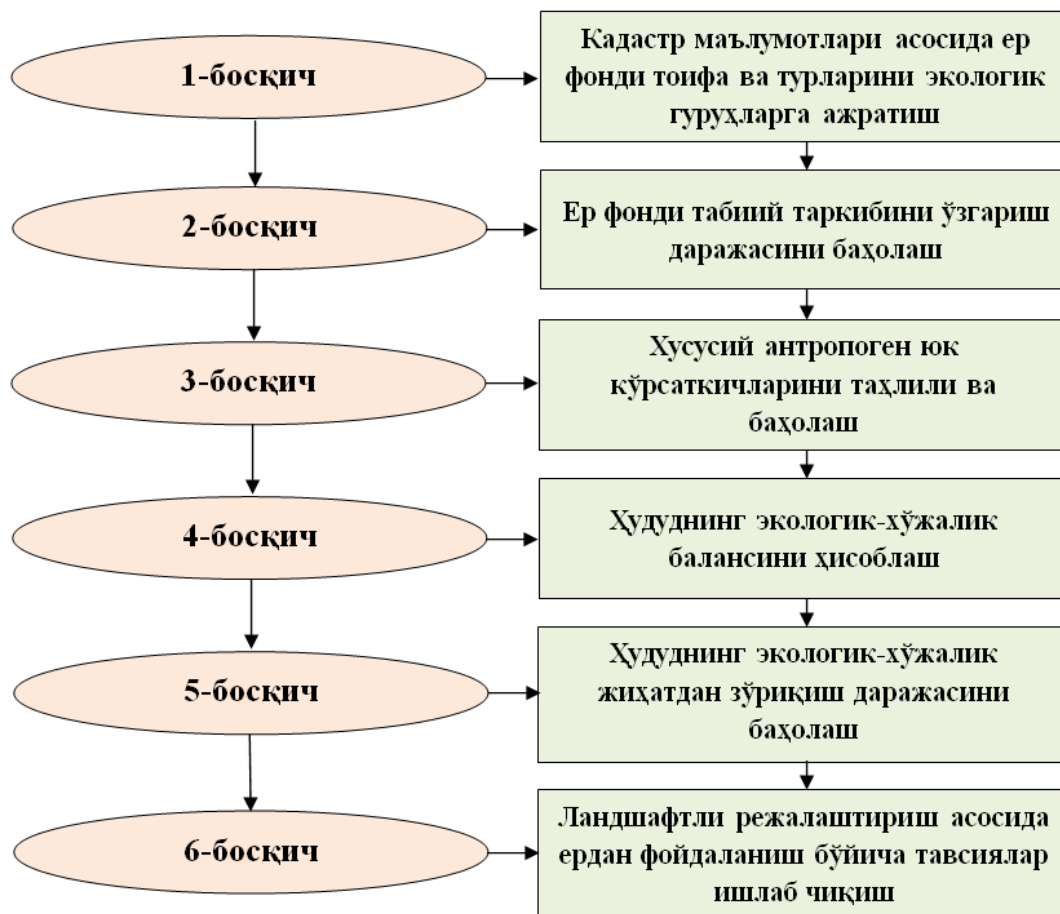 1-босқич
Кадастр маълумотлари асосида ер
фонди тоифа ва турларини экологик
гуруҳларга ажратиш
2-босқич
Ер фонди табиий таркибини ўзгариш
даражасини баҳолаш
3-босқич
Хусусий антропоген юк
кўрсаткичларини таҳлили ва
баҳолаш
4-босқич
Ҳудуднинг экологик-хўжалик
балансини ҳисоблаш
5-босқич
Ҳудуднинг экологик-хўжалик
жиҳатдан зўриқиш даражасини
баҳолаш
6-босқич
Ландшафтли режалаштириш асосида
ердан фойдаланиш бўйича тавсиялар
ишлаб чиқиш